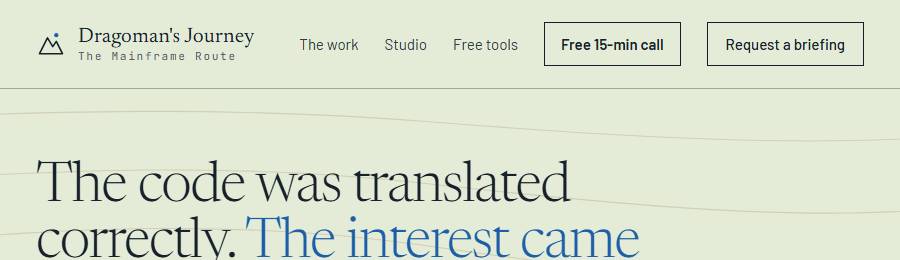 Dragoman's Journey
The Mainframe Route
The work
Studio
Free tools
Free 15-min call
Request a briefing
The code was translated
correctly. The interest came